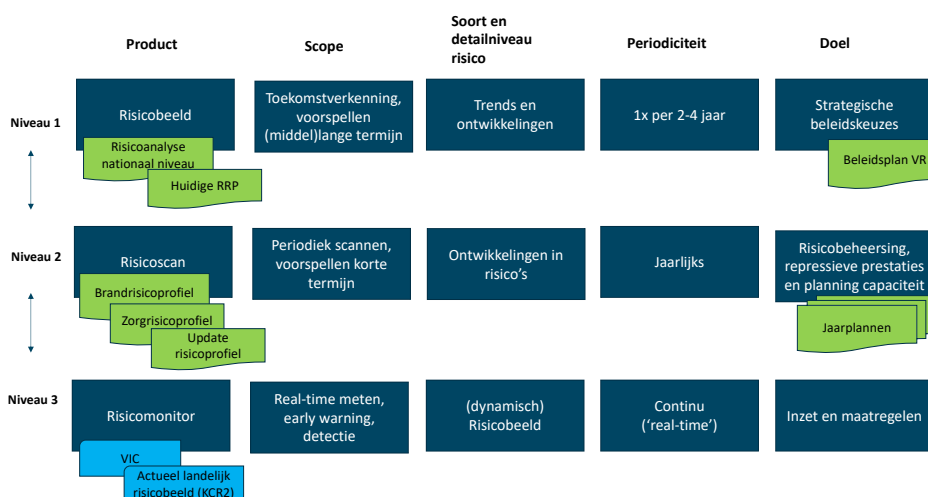 Product
Scope
Soort en
detailniveau
risico
Periodiciteit
Doel
Niveau 1
Risicobeeld
Risicoanalyse
nationaal niveau
Huidige RRP
Toekomstverkenning,
voorspellen
(middel)lange termijn
Trends en
ontwikkelingen
1x per 2-4 jaar
Strategische
beleidskeuzes
Beleidsplan VR
Niveau 2
Risicoscan
Brandrisicoprofiel
Zorgrisicoprofiel
Update
risicoprofiel
Periodiek scannen,
voorspellen korte
termijn
Ontwikkelingen in
risico's
Jaarlijks
Risicobeheersing,
repressieve prestaties
en planning capaciteit
Jaarplannen
Niveau 3
Risicomonitor
VIC
Actueel landelijk
risicobeeld (KCR2)
Real-time meten,
early warning,
detectie
(dynamisch)
Risicobeeld
Continu
('real-time')
Inzet en maatregelen